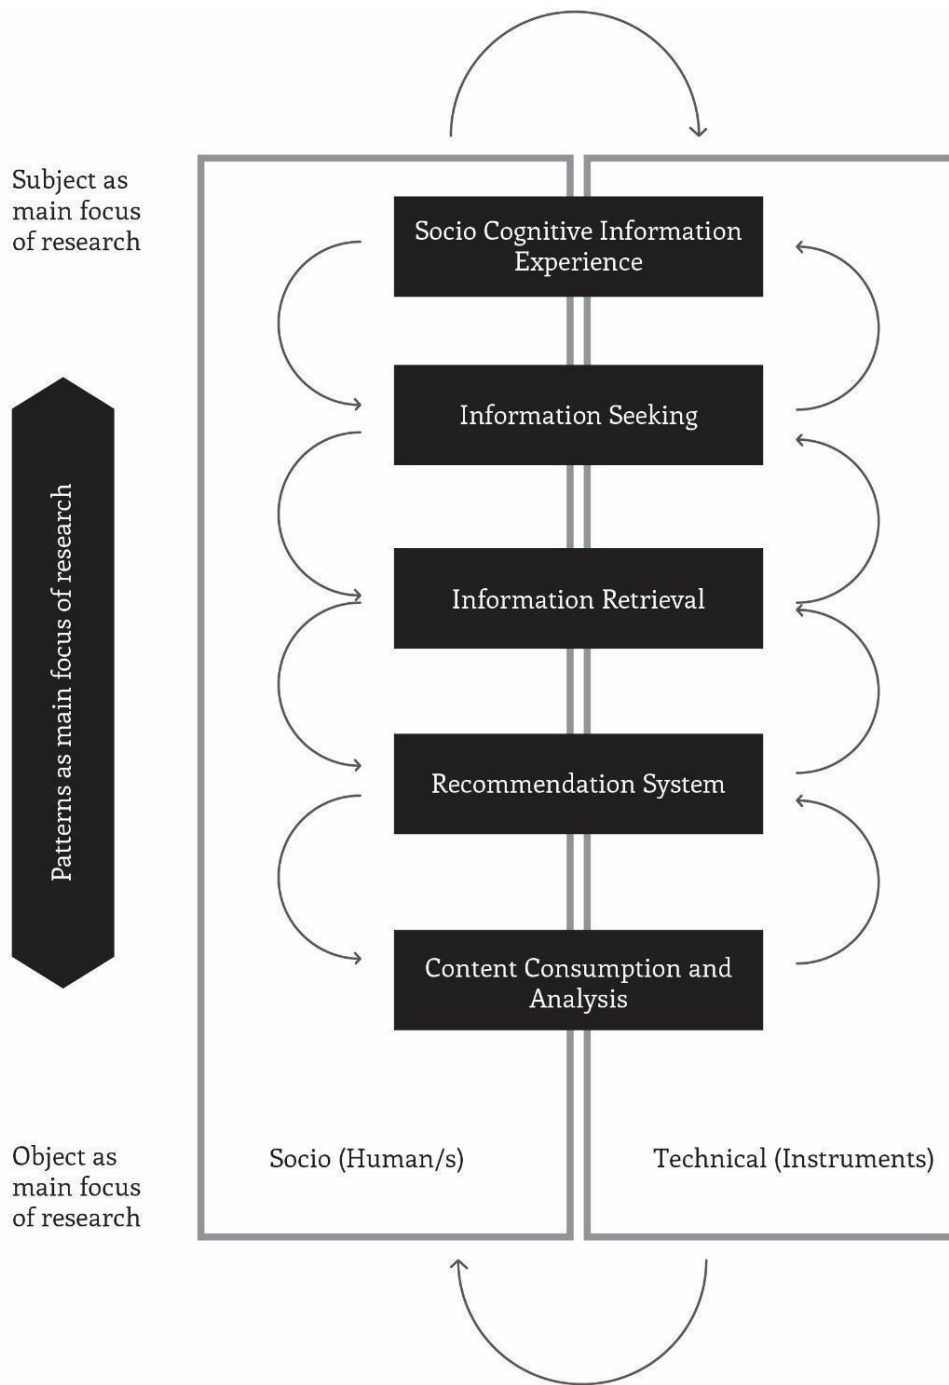 Subject as
main focus
of research
Socio Cognitive Information
Experience
Information Seeking
Patterns as main focus of research
Information Retrieval
Recommendation System
Content Consumption and
Analysis
Object as
main focus
of research
Socio (Human/s)
Technical (Instruments)